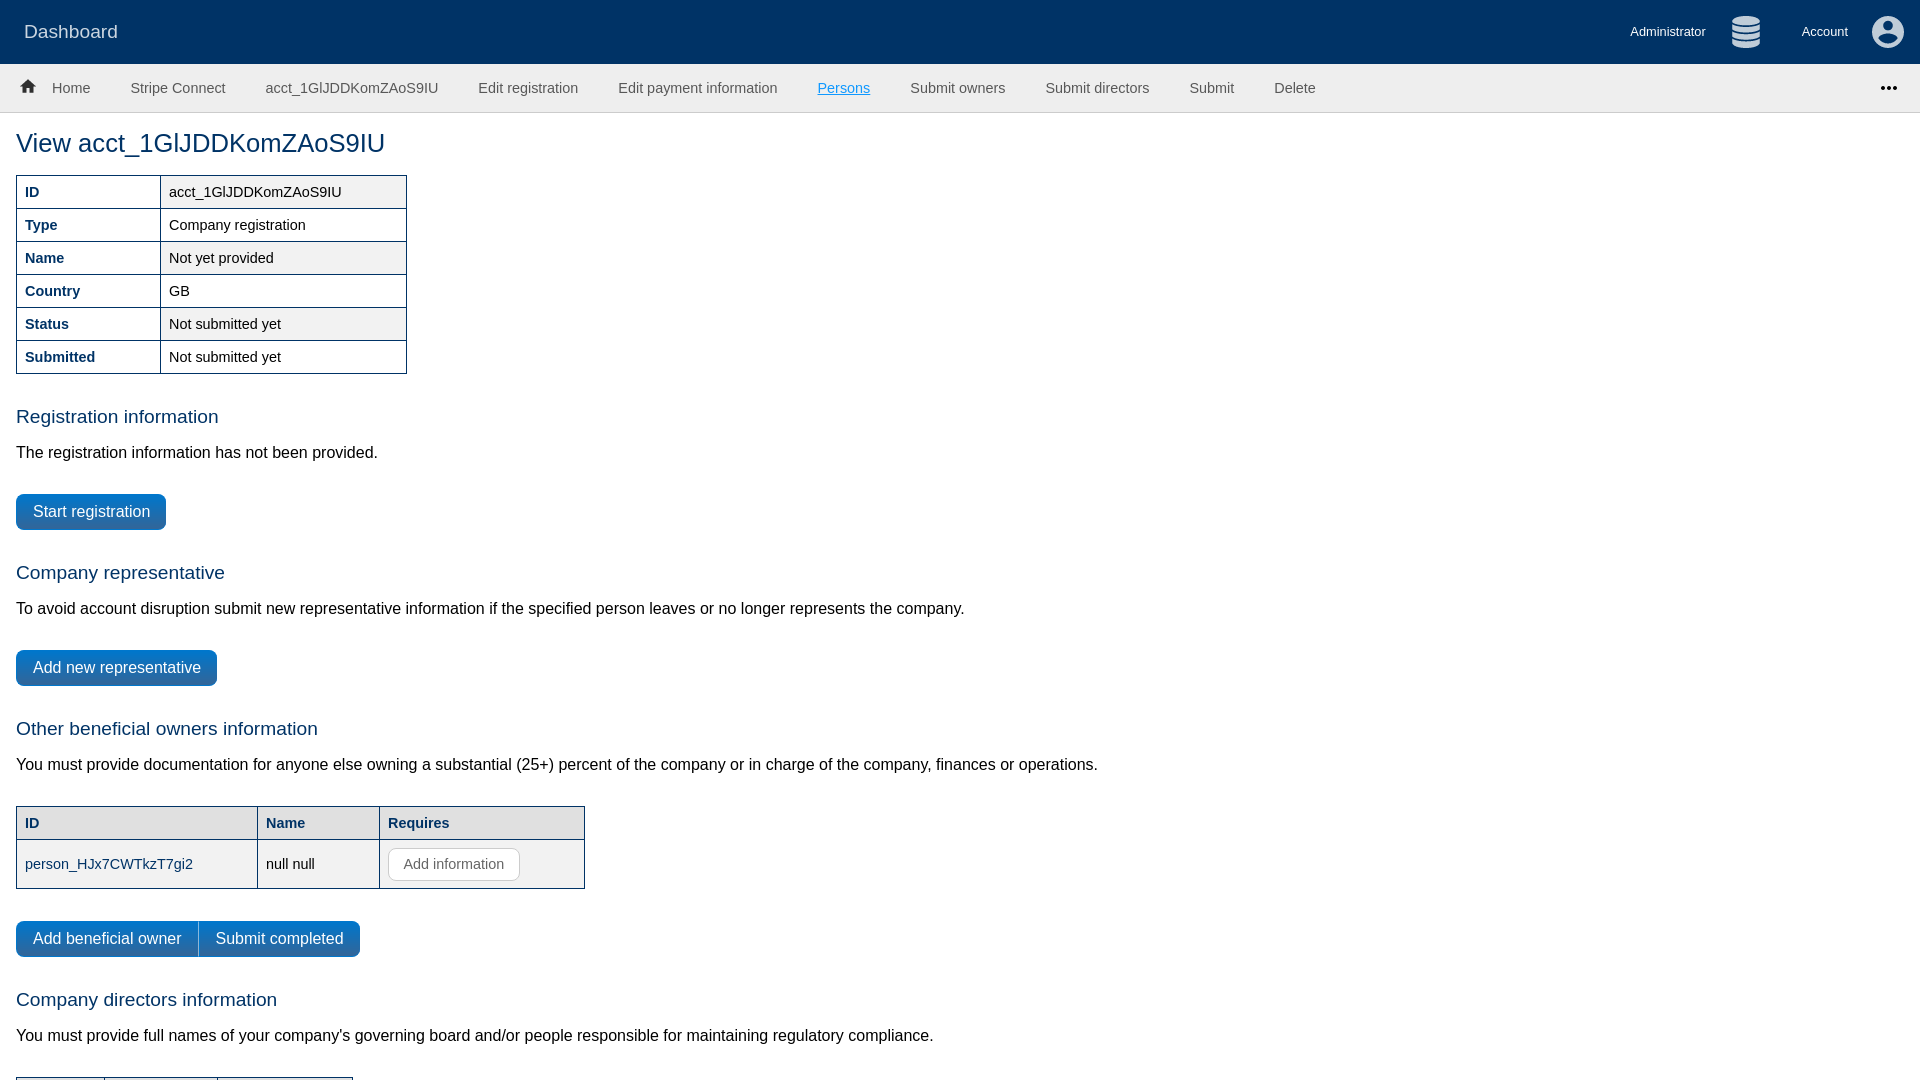 Dashboard
Administrator
Account
Home
Stripe Connect
acct_1GlJDDKomZAoS9IU
Edit registration
Edit payment information
Persons
Submit owners
Submit directors
Submit
Delete
View acct_1GlJDDKomZAoS9IU
ID acct_1GlJDDKomZAoS9IU
Type Company registration
Name Not yet provided
Country GB
Status Not submitted yet
Submitted Not submitted yet
Registration information
The registration information has not been provided.
Start registration
Company representative
To avoid account disruption submit new representative information if the specified person leaves or no longer represents the company.
Add new representative
Other beneficial owners information
You must provide documentation for anyone else owning a substantial (25+) percent of the company or in charge of the company, finances or operations.
ID Name Requires
person_HJx7CWTkzT7gi2 null null Add information
Add beneficial owner Submit completed
Company directors information
You must provide full names of your company's governing board and/or people responsible for maintaining regulatory compliance.